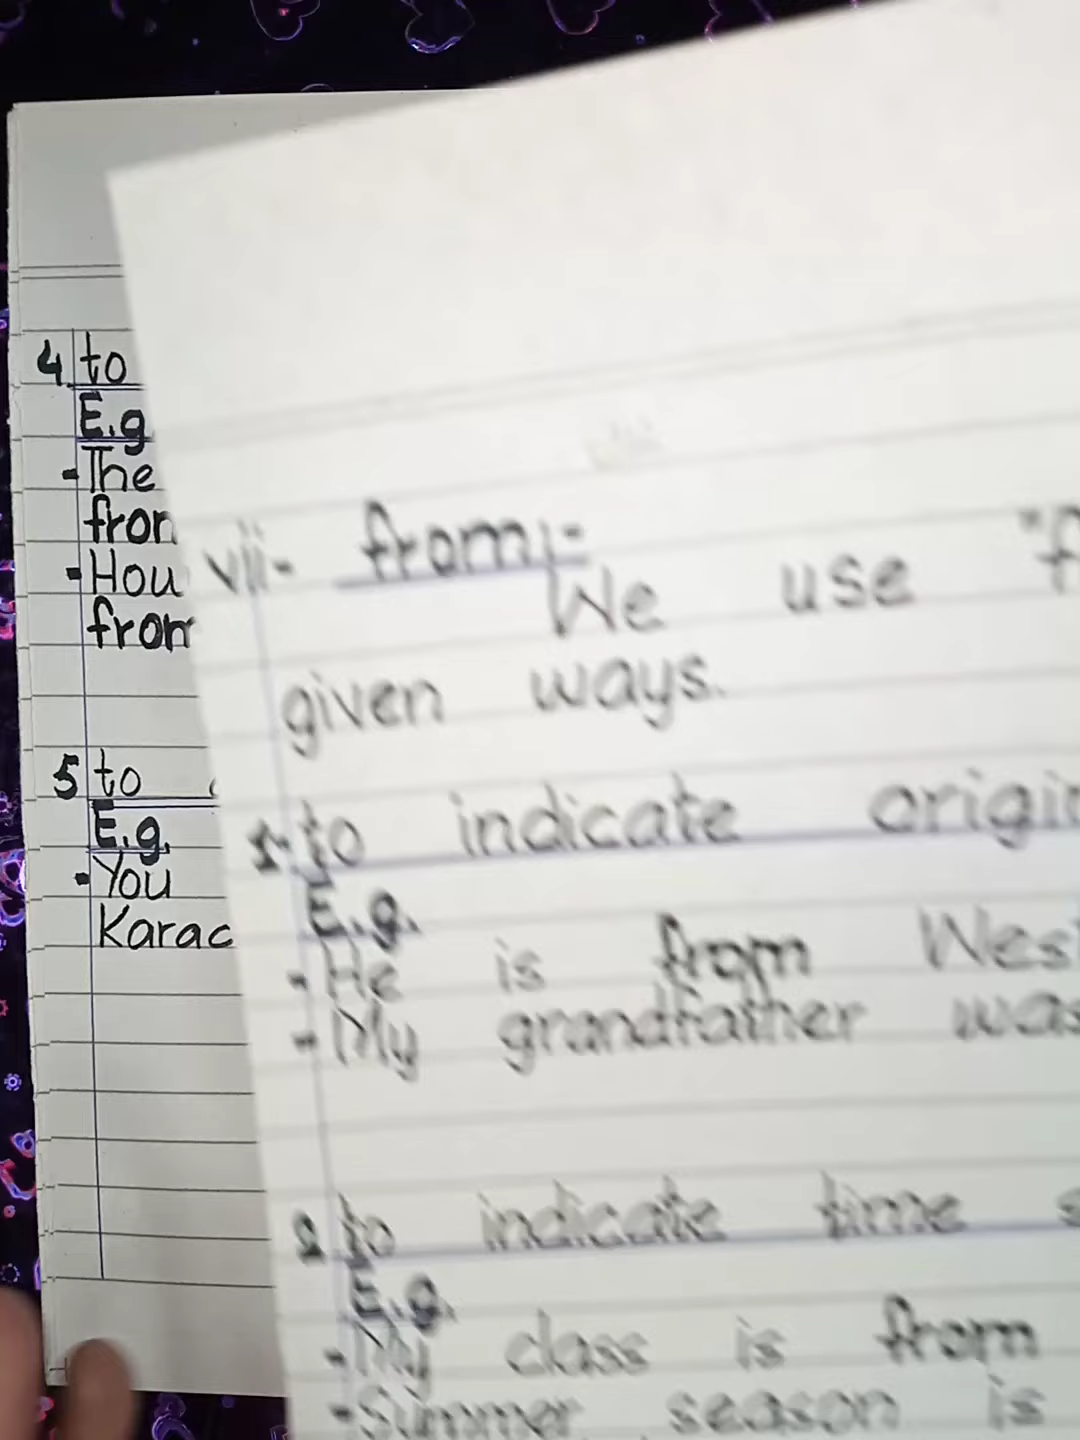 4 to
E.g.
-The
from
-Hou
from
5 to
E.g.
-You
Karac
vii- from:-
We use "f
given ways.
1- to indicate origi
E.g.
-He is from Wes
-My grandfather was
2 to indicate time s
E.g.
-My class is from
-Summer season is